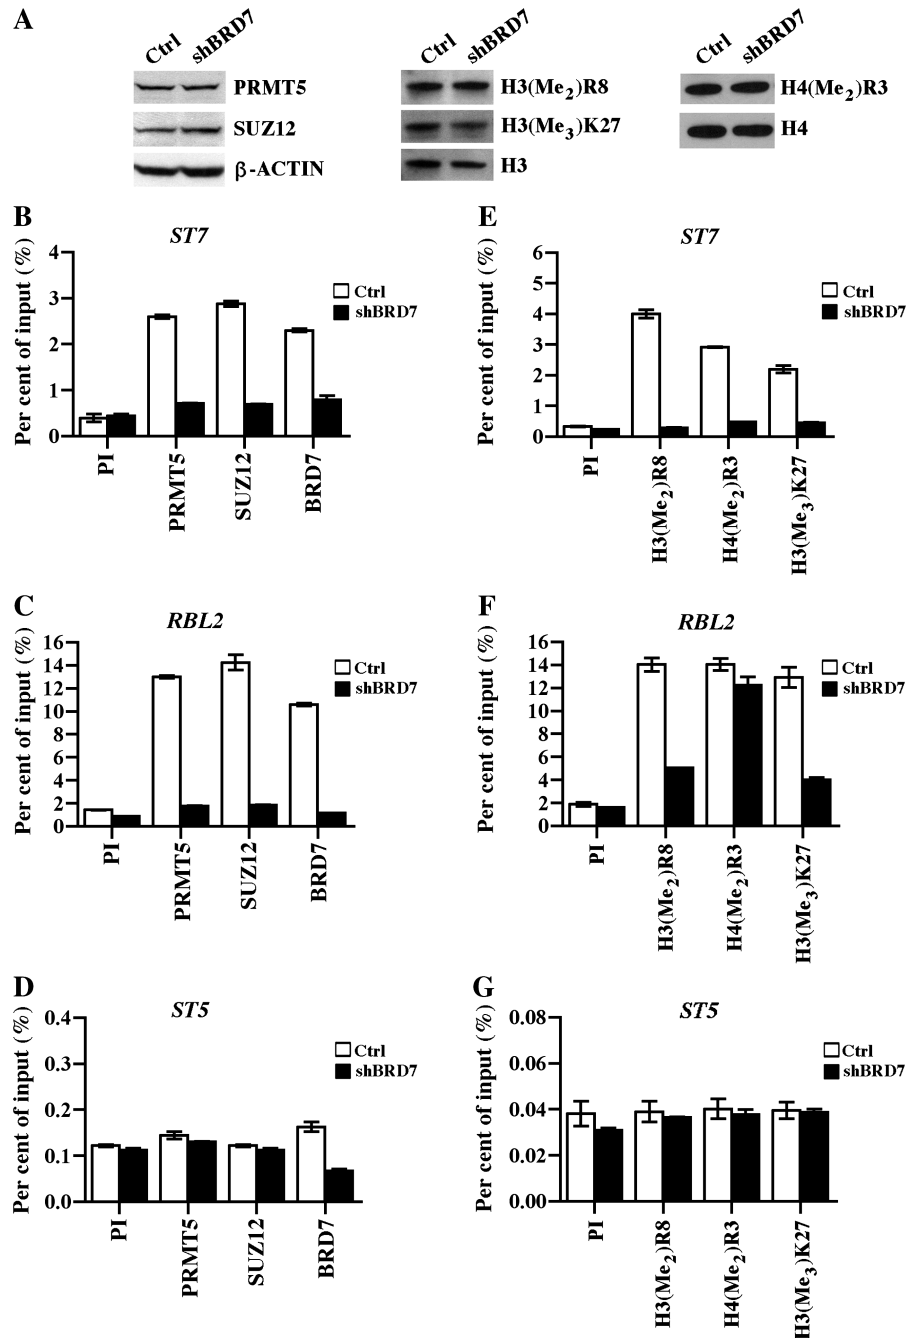 A
Ctrl shBRD7
PRMT5
SUZ12
β-ACTIN
Ctrl shBRD7
H3(Me2)R8
H3(Me3)K27
H3
Ctrl shBRD7
H4(Me2)R3
H4
B
ST7
Per cent of input (%)
4
3
2
1
0
Ctrl
shBRD7
PI PRMT5 SUZ12 BRD7
E
ST7
Per cent of input (%)
6
5
4
3
2
1
0
Ctrl
shBRD7
PI H3(Me2)R8 H4(Me2)R3 H3(Me3)K27
C
RBL2
Per cent of input (%)
16
14
12
10
8
6
4
2
0
Ctrl
shBRD7
PI PRMT5 SUZ12 BRD7
F
RBL2
Per cent of input (%)
16
14
12
10
8
6
4
2
0
Ctrl
shBRD7
PI H3(Me2)R8 H4(Me2)R3 H3(Me3)K27
D
ST5
Per cent of input (%)
0.4
0.3
0.2
0.1
0.0
Ctrl
shBRD7
PI PRMT5 SUZ12 BRD7
G
ST5
Per cent of input (%)
0.08
0.06
0.04
0.02
0.00
Ctrl
shBRD7
PI H3(Me2)R8 H4(Me2)R3 H3(Me3)K27